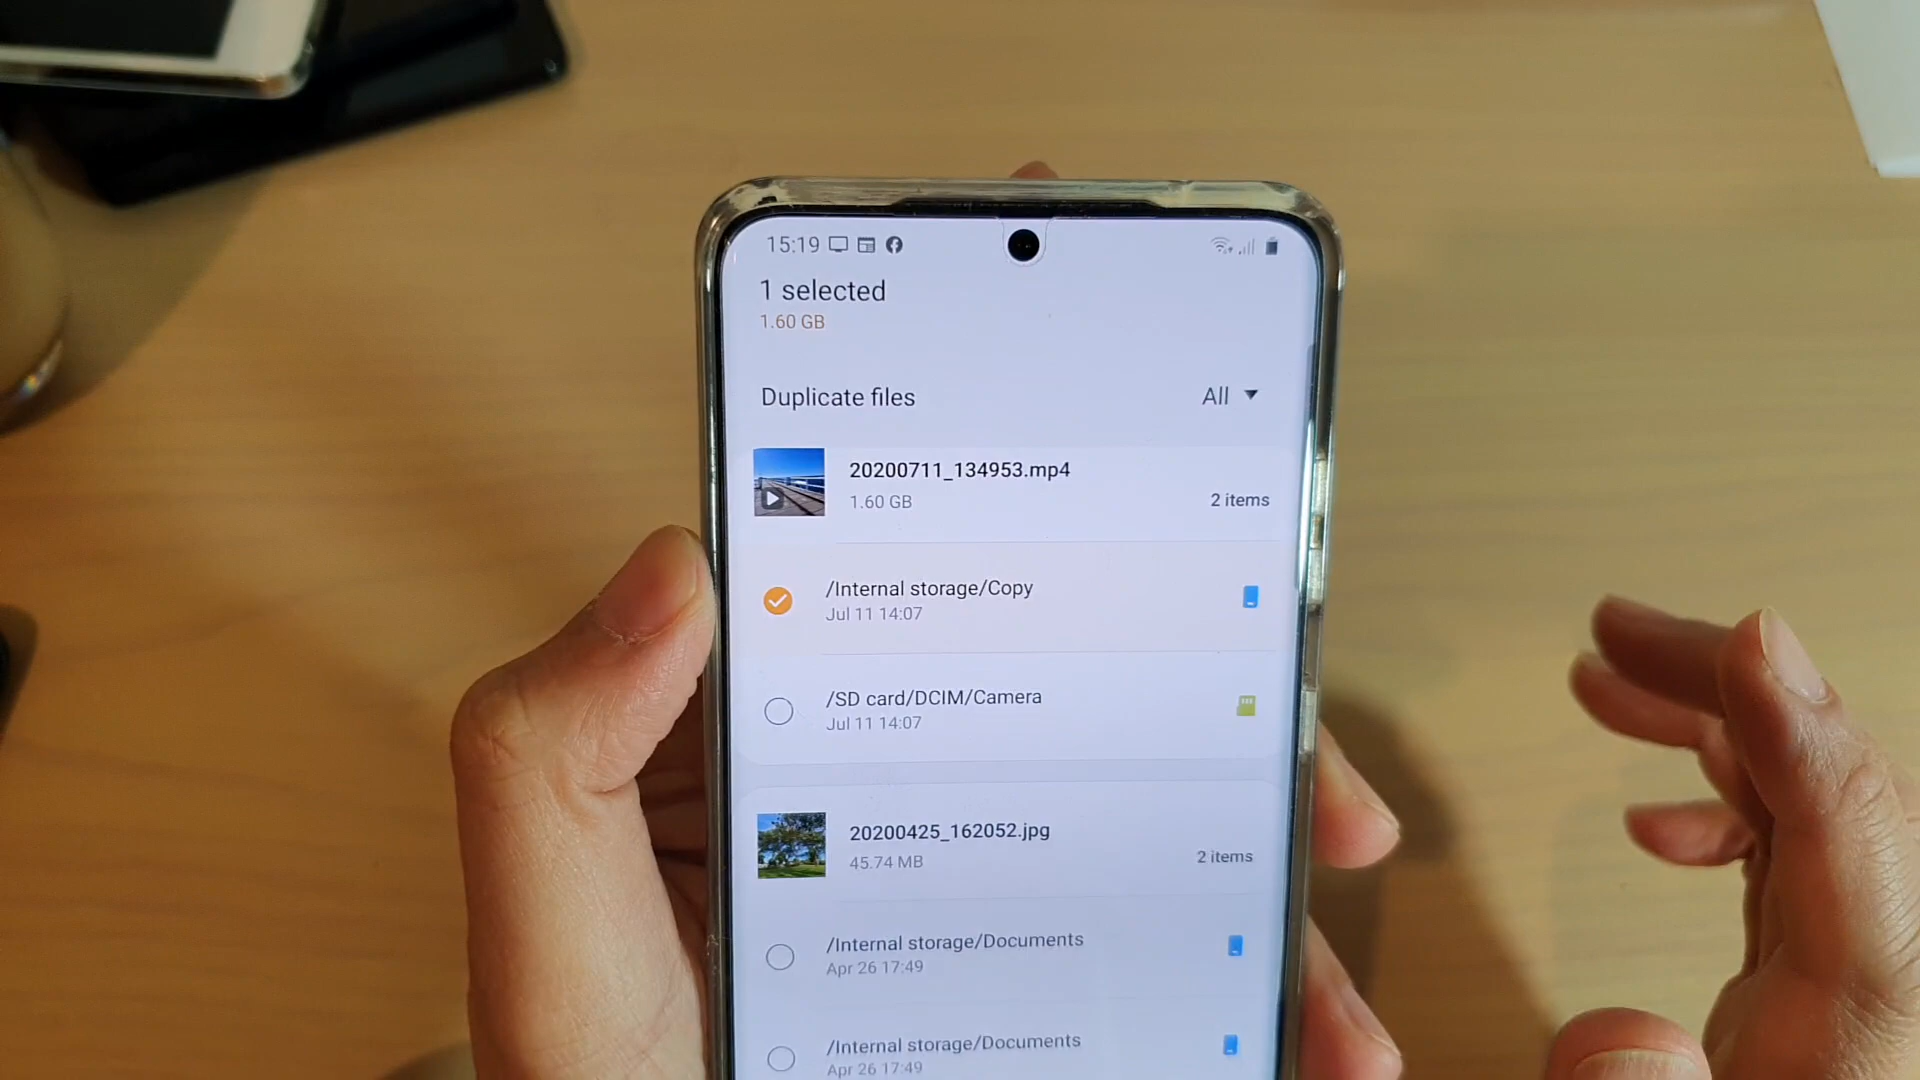 15:19
1 selected
1.60 GB
Duplicate files
All
20200711_134953.mp4
1.60 GB
2 items
/Internal storage/Copy
Jul 11 14:07
/SD card/DCIM/Camera
Jul 11 14:07
20200425_162052.jpg
45.74 MB
2 items
/Internal storage/Documents
Apr 26 17:49
/Internal storage/Documents
Apr 26 17:49